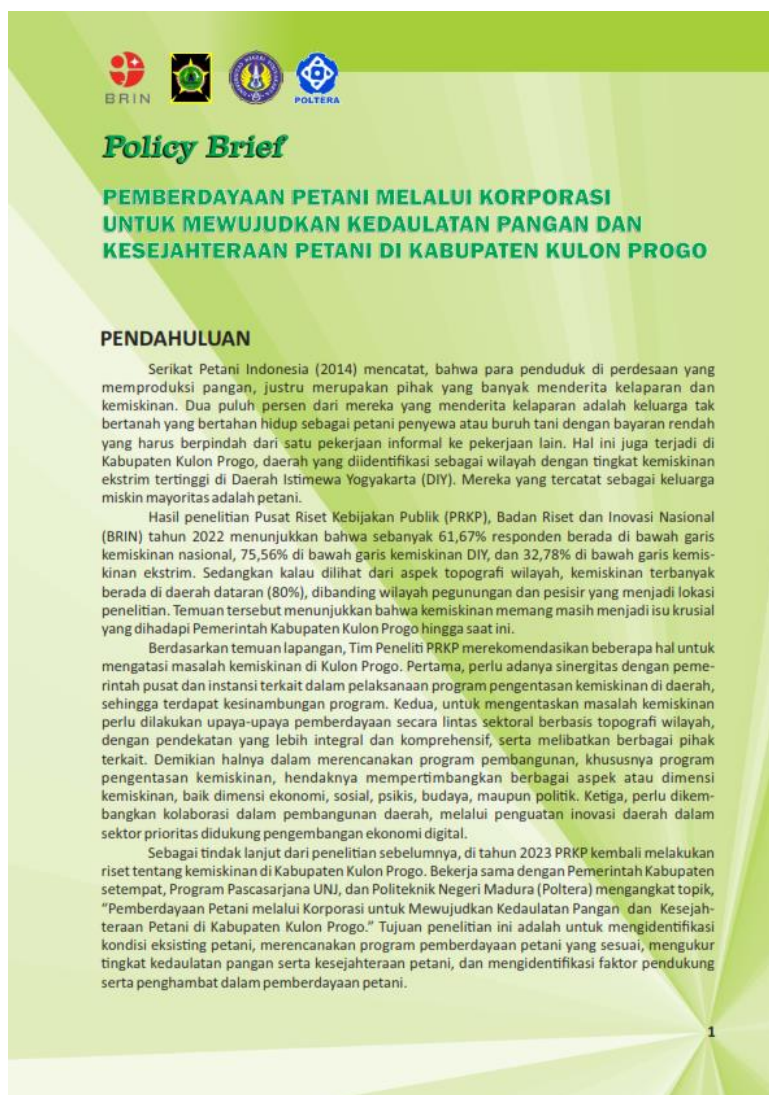 BRIN
POLTERA
Policy Brief
PEMBERDAYAAN PETANI MELALUI KORPORASI
UNTUK MEWUJUDKAN KEDAULATAN PANGAN DAN
KESEJAHTERAAN PETANI DI KABUPATEN KULON PROGO
PENDAHULUAN
Serikat Petani Indonesia (2014) mencatat, bahwa para penduduk di perdesaan yang
memproduksi pangan, justru merupakan pihak yang banyak menderita kelaparan dan
kemiskinan. Dua puluh persen dari mereka yang menderita kelaparan adalah keluarga tak
bertanah yang bertahan hidup sebagai petani penyewa atau buruh tani dengan bayaran rendah
yang harus berpindah dari satu pekerjaan informal ke pekerjaan lain. Hal ini juga terjadi di
Kabupaten Kulon Progo, daerah yang diidentifikasi sebagai wilayah dengan tingkat kemiskinan
ekstrim tertinggi di Daerah Istimewa Yogyakarta (DIY). Mereka yang tercatat sebagai keluarga
miskin mayoritas adalah petani.
Hasil penelitian Pusat Riset Kebijakan Publik (PRKP), Badan Riset dan Inovasi Nasional
(BRIN) tahun 2022 menunjukkan bahwa sebanyak 61,67% responden berada di bawah garis
kemiskinan nasional, 75,56% di bawah garis kemiskinan DIY, dan 32,78% di bawah garis kemis-
kinan ekstrim. Sedangkan kalau dilihat dari aspek topografi wilayah, kemiskinan terbanyak
berada di daerah dataran (80%), dibanding wilayah pegunungan dan pesisir yang menjadi lokasi
penelitian. Temuan tersebut menunjukkan bahwa kemiskinan memang masih menjadi isu krusial
yang dihadapi Pemerintah Kabupaten Kulon Progo hingga saat ini.
Berdasarkan temuan lapangan, Tim Peneliti PRKP merekomendasikan beberapa hal untuk
mengatasi masalah kemiskinan di Kulon Progo. Pertama, perlu adanya sinergitas dengan peme-
rintah pusat dan instansi terkait dalam pelaksanaan program pengentasan kemiskinan di daerah,
sehingga terdapat kesinambungan program. Kedua, untuk mengentaskan masalah kemiskinan
perlu dilakukan upaya-upaya pemberdayaan secara lintas sektoral berbasis topografi wilayah,
dengan pendekatan yang lebih integral dan komprehensif, serta melibatkan berbagai pihak
terkait. Demikian halnya dalam merencanakan program pembangunan, khususnya program
pengentasan kemiskinan, hendaknya mempertimbangkan berbagai aspek atau dimensi
kemiskinan, baik dimensi ekonomi, sosial, psikis, budaya, maupun politik. Ketiga, perlu dikem-
bangkan kolaborasi dalam pembangunan daerah, melalui penguatan inovasi daerah dalam
sektor prioritas didukung pengembangan ekonomi digital.
Sebagai tindak lanjut dari penelitian sebelumnya, di tahun 2023 PRKP kembali melakukan
riset tentang kemiskinan di Kabupaten Kulon Progo. Bekerja sama dengan Pemerintah Kabupaten
setempat, Program Pascasarjana UNJ, dan Politeknik Negeri Madura (Poltera) mengangkat topik,
“Pemberdayaan Petani melalui Korporasi untuk Mewujudkan Kedaulatan Pangan dan Kesejah-
teraan Petani di Kabupaten Kulon Progo.” Tujuan penelitian ini adalah untuk mengidentifikasi
kondisi eksisting petani, merencanakan program pemberdayaan petani yang sesuai, mengukur
tingkat kedaulatan pangan serta kesejahteraan petani, dan mengidentifikasi faktor pendukung
serta penghambat dalam pemberdayaan petani.
1